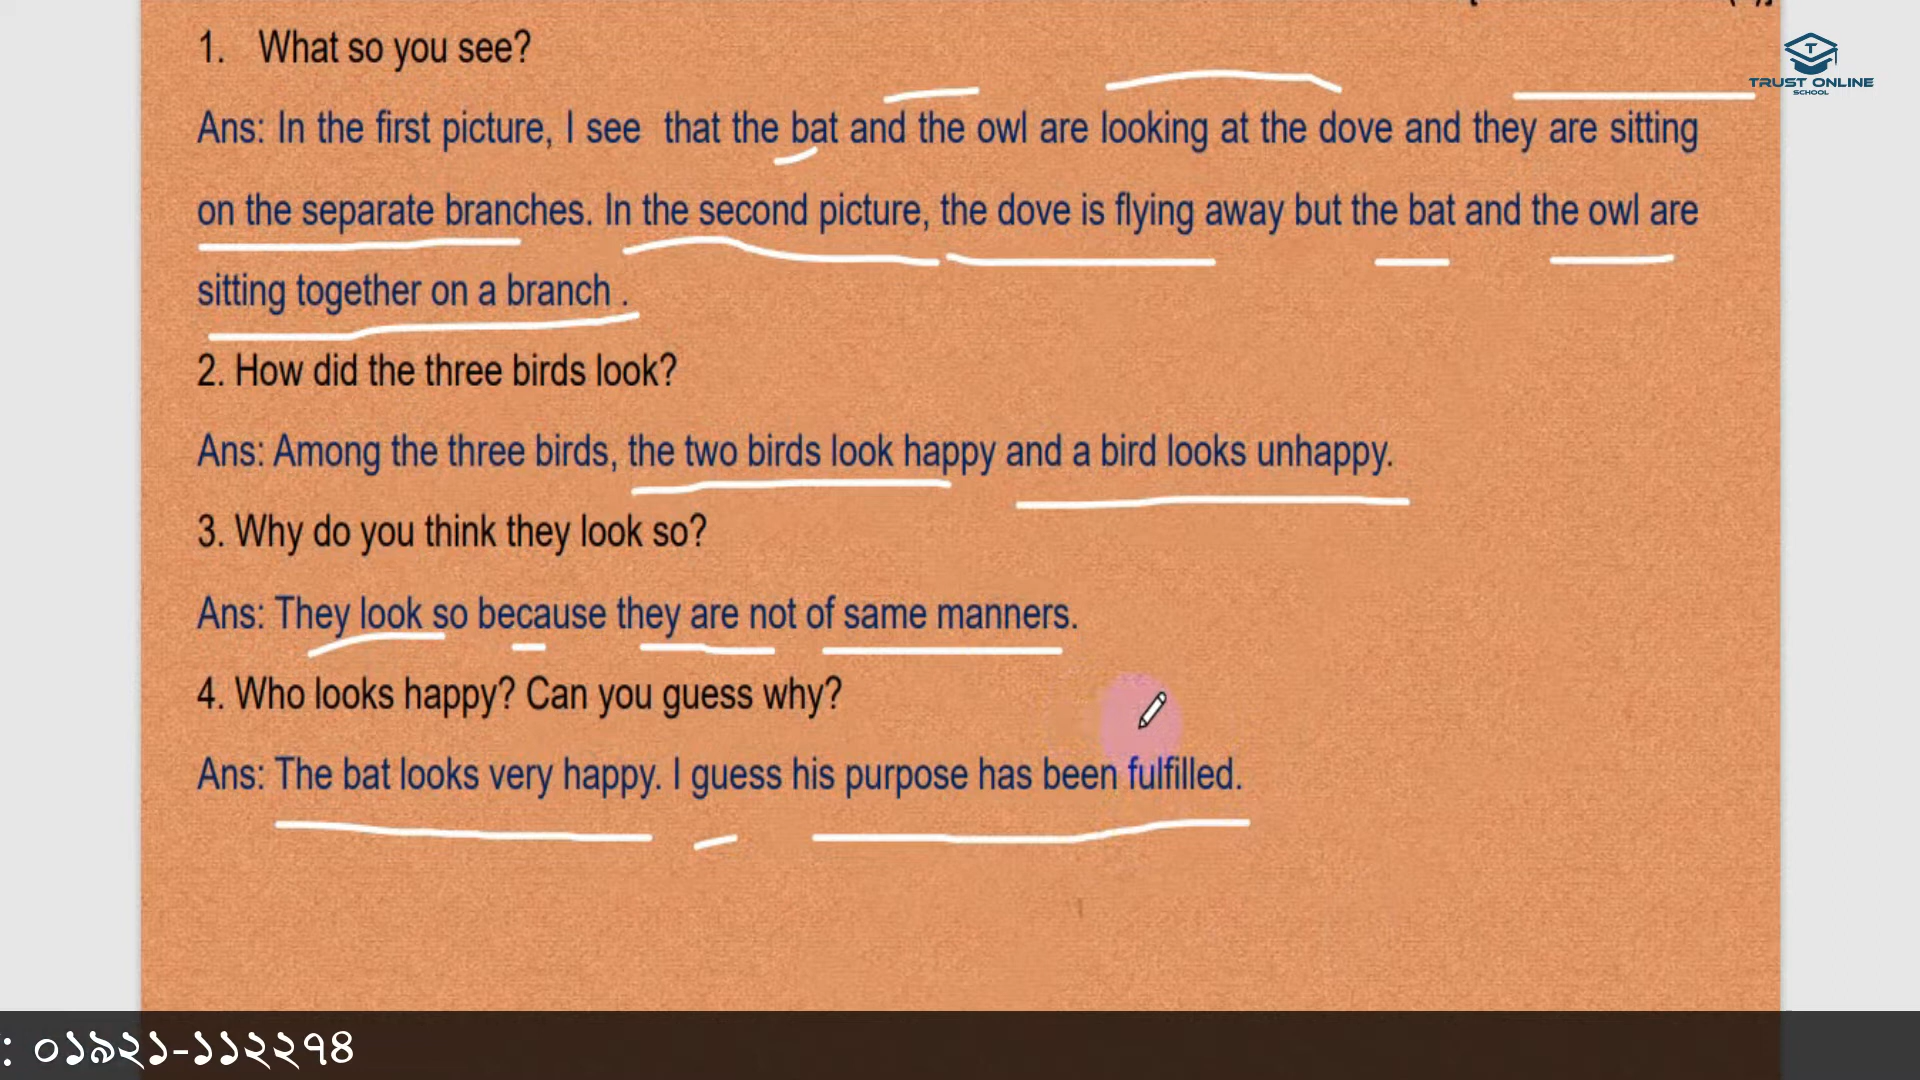 1. What so you see?
TRUST ONLINE
SCHOOL
Ans: In the first picture, I see that the bat and the owl are looking at the dove and they are sitting
on the separate branches. In the second picture, the dove is flying away but the bat and the owl are
sitting together on a branch .
2. How did the three birds look?
Ans: Among the three birds, the two birds look happy and a bird looks unhappy.
3. Why do you think they look so?
Ans: They look so because they are not of same manners.
4. Who looks happy? Can you guess why?
Ans: The bat looks very happy. I guess his purpose has been fulfilled.
: ০১৯২১-১১২২৭৪